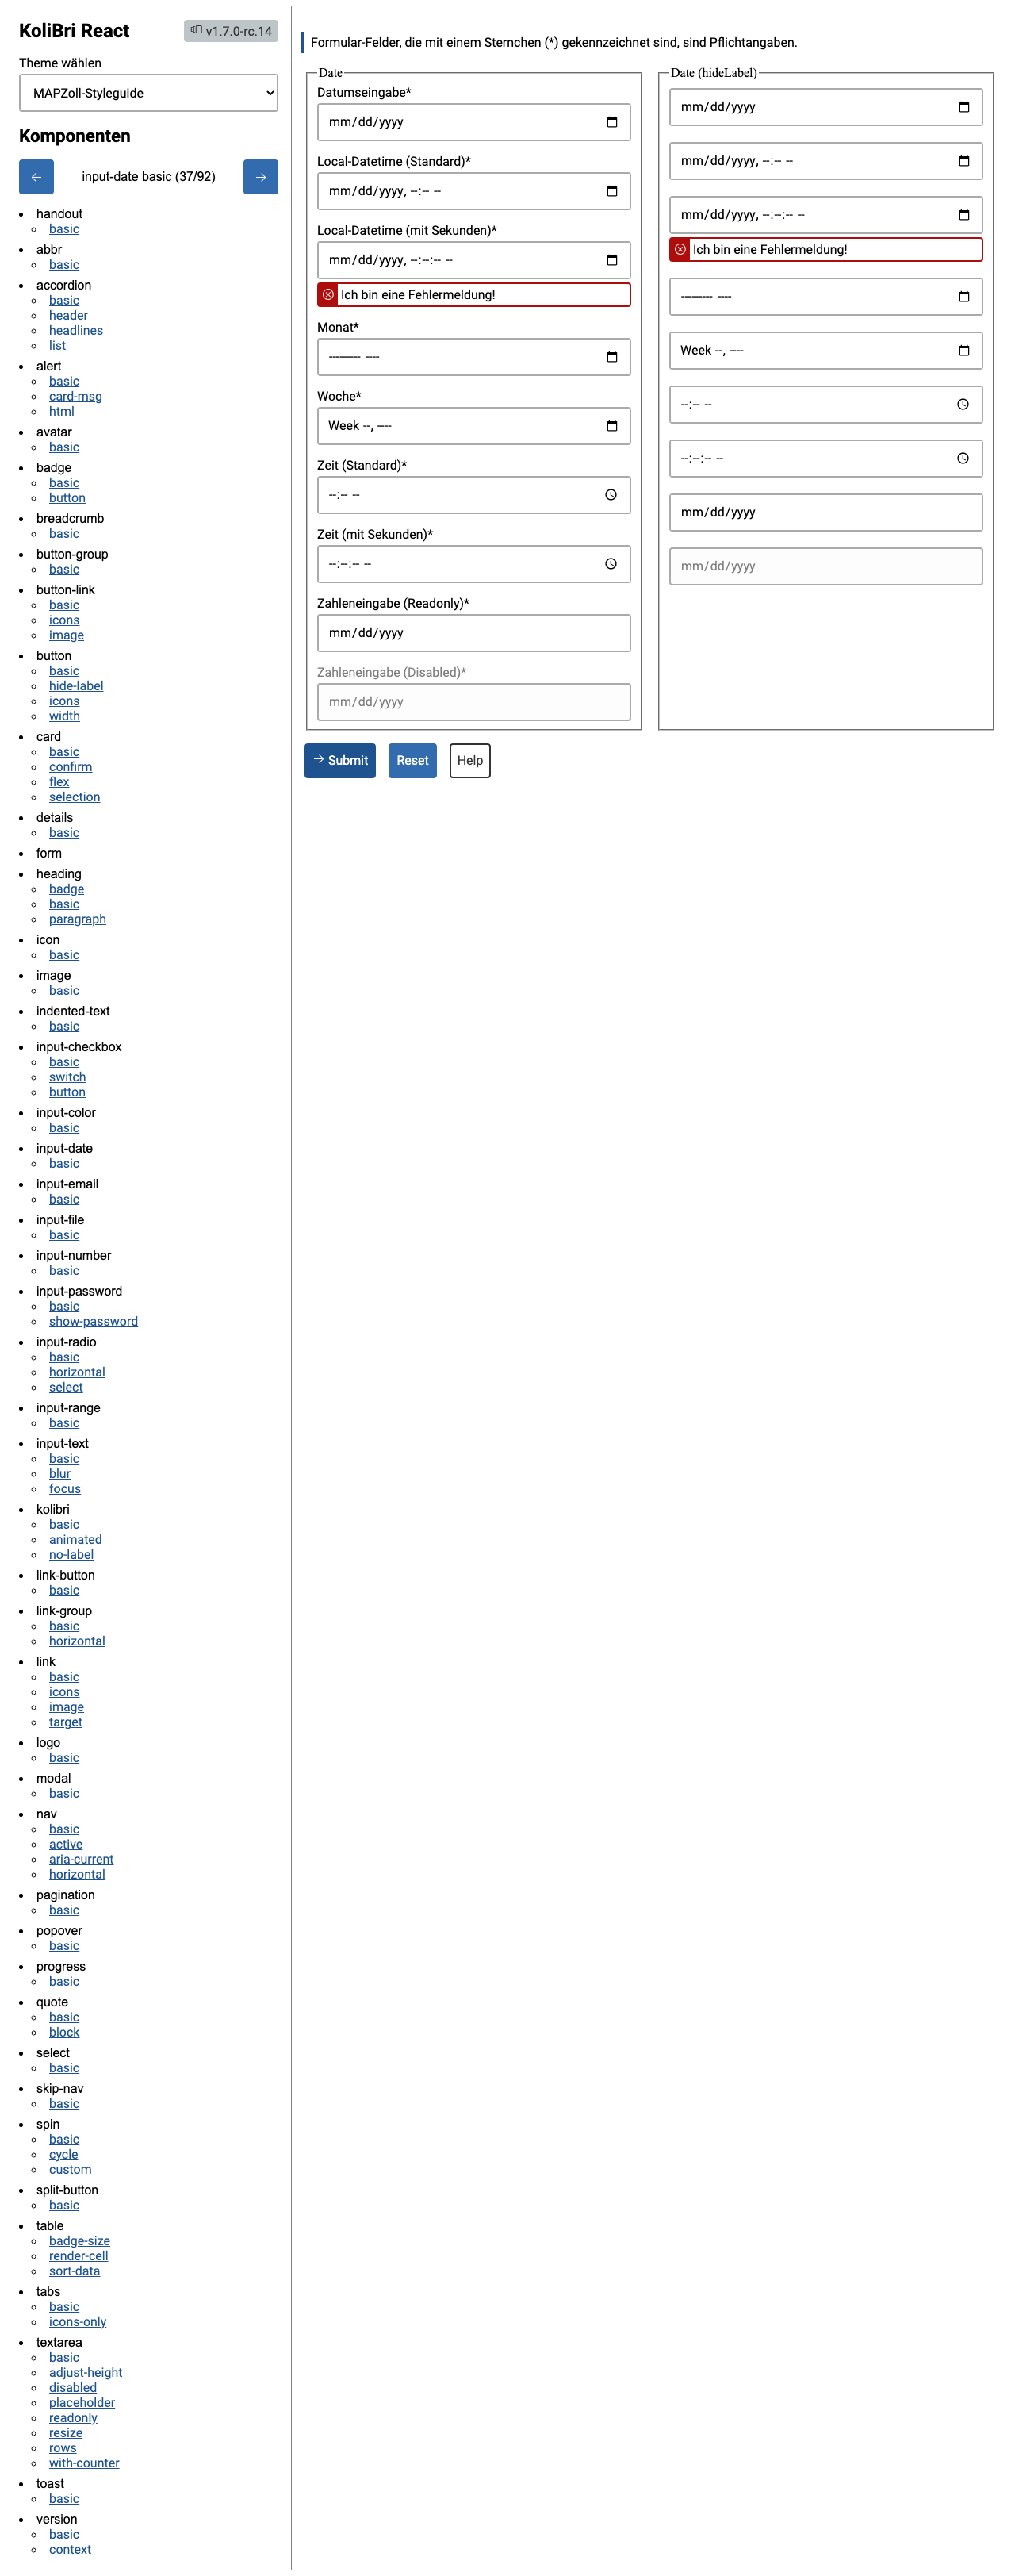 KoliBri React
v1.7.0-rc.14
Theme wählen
MAPZoll-Styleguide
Komponenten
input-date basic (37/92)
handout
basic
abbr
basic
accordion
basic
header
headlines
list
alert
basic
card-msg
html
avatar
basic
badge
basic
button
breadcrumb
basic
button-group
basic
button-link
basic
icons
image
button
basic
hide-label
icons
width
card
basic
confirm
flex
selection
details
basic
form
heading
badge
basic
paragraph
icon
basic
image
basic
indented-text
basic
input-checkbox
basic
switch
button
input-color
basic
input-date
basic
input-email
basic
input-file
basic
input-number
basic
input-password
basic
show-password
input-radio
basic
horizontal
select
input-range
basic
input-text
basic
blur
focus
kolibri
basic
animated
no-label
link-button
basic
link-group
basic
horizontal
link
basic
icons
image
target
logo
basic
modal
basic
nav
basic
active
aria-current
horizontal
pagination
basic
popover
basic
progress
basic
quote
basic
block
select
basic
skip-nav
basic
spin
basic
cycle
custom
split-button
basic
table
badge-size
render-cell
sort-data
tabs
basic
icons-only
textarea
basic
adjust-height
disabled
placeholder
readonly
resize
rows
with-counter
toast
basic
version
basic
context
Formular-Felder, die mit einem Sternchen (*) gekennzeichnet sind, sind Pflichtangaben.
Date
Datumseingabe*
mm/dd/yyyy
Local-Datetime (Standard)*
mm/dd/yyyy, --:-- --
Local-Datetime (mit Sekunden)*
mm/dd/yyyy, --:--:-- --
Ich bin eine Fehlermeldung!
Monat*
--------- ----
Woche*
Week --, ----
Zeit (Standard)*
--:-- --
Zeit (mit Sekunden)*
--:--:-- --
Zahleneingabe (Readonly)*
mm/dd/yyyy
Zahleneingabe (Disabled)*
mm/dd/yyyy
Date (hideLabel)
mm/dd/yyyy
mm/dd/yyyy, --:-- --
mm/dd/yyyy, --:--:-- --
Ich bin eine Fehlermeldung!
--------- ----
Week --, ----
--:-- --
--:--:-- --
mm/dd/yyyy
mm/dd/yyyy
Submit
Reset
Help